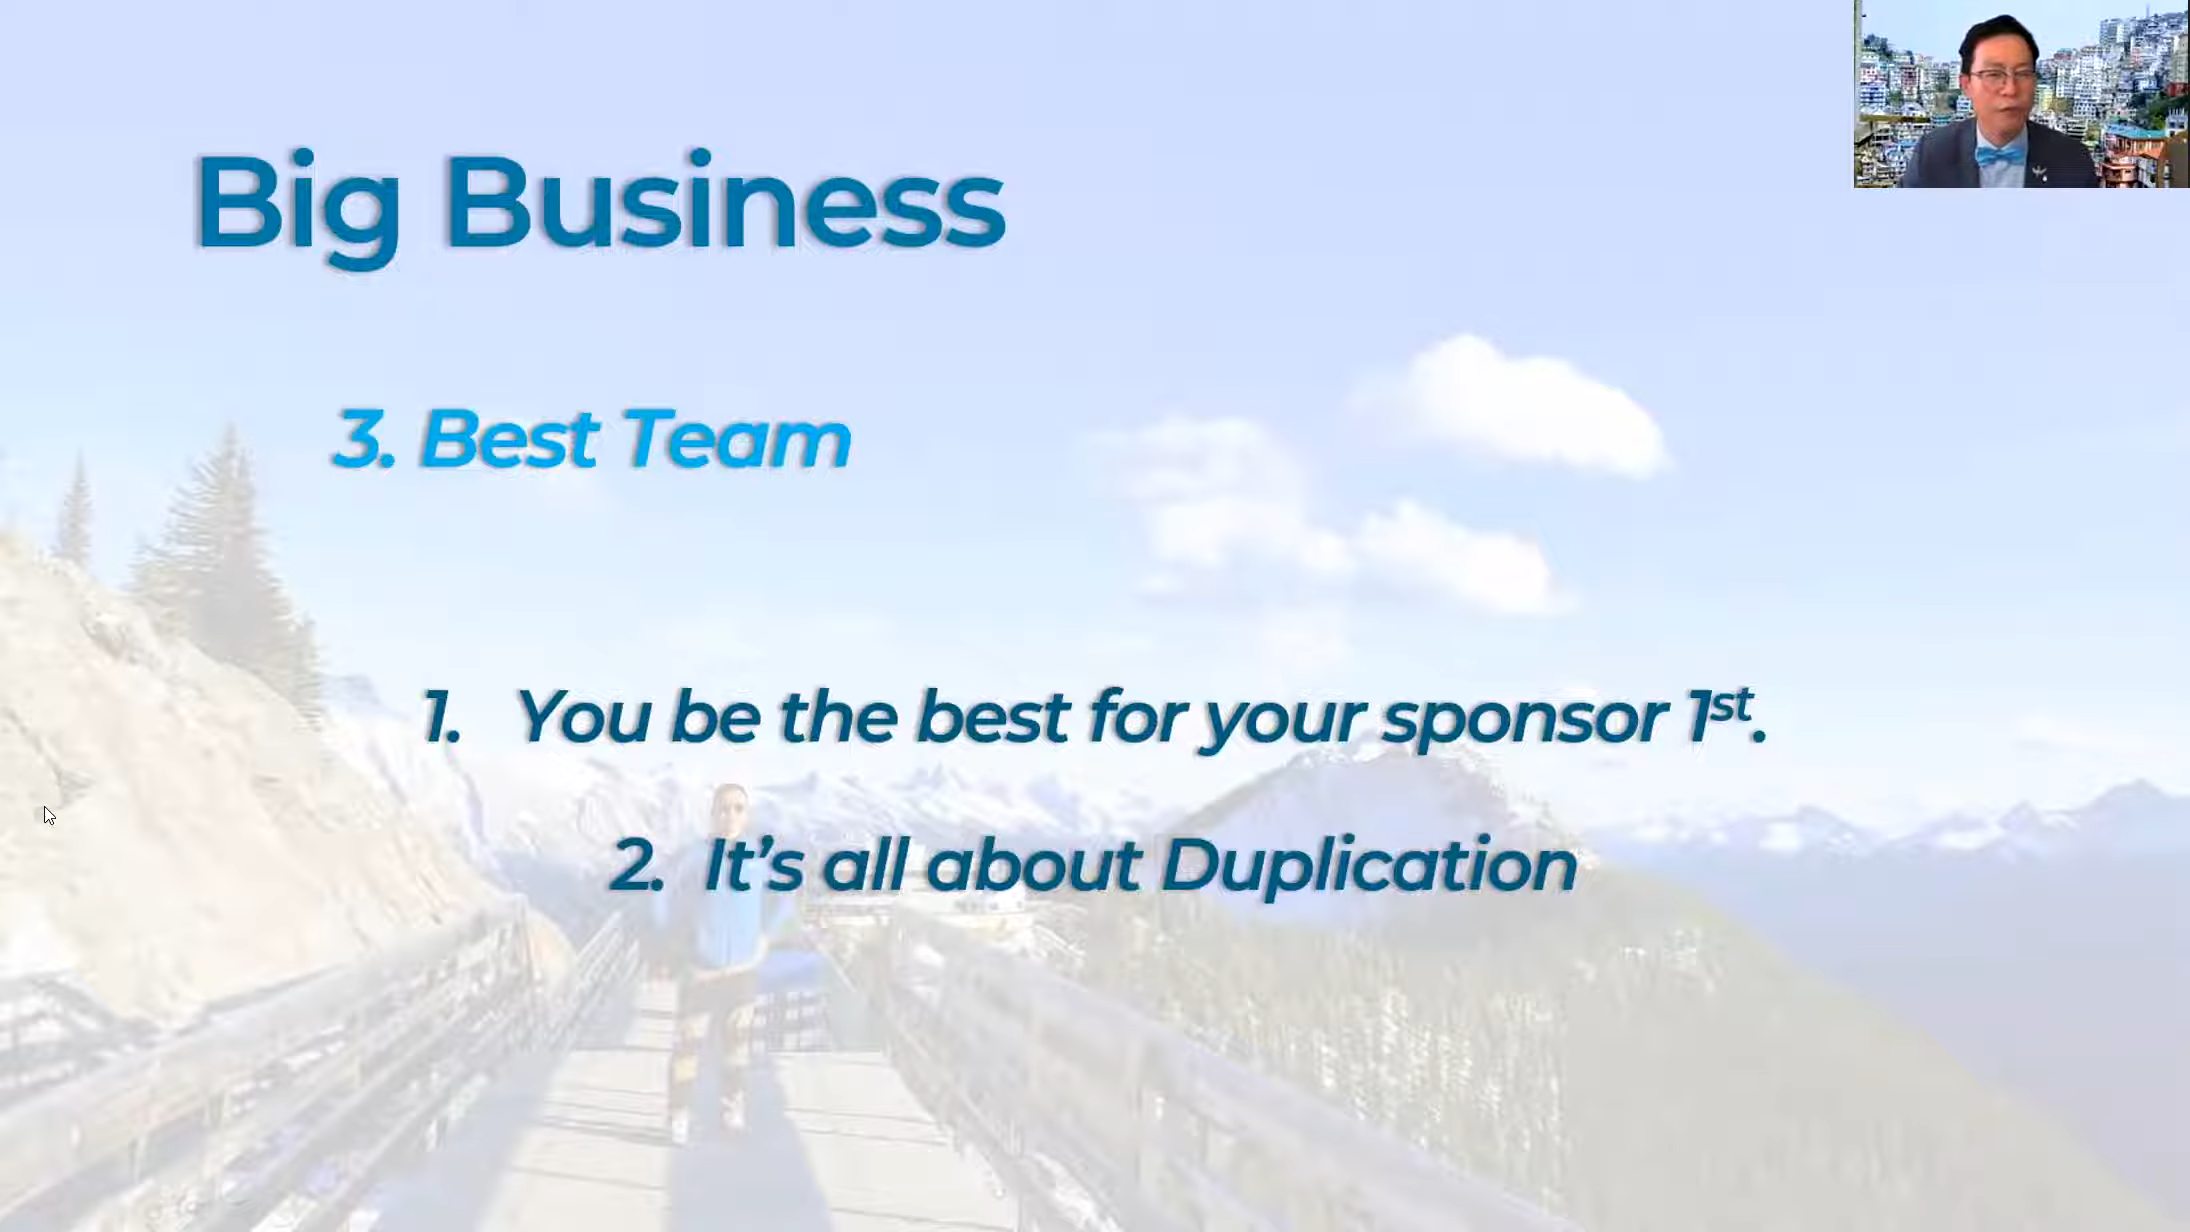 Big Business
3. Best Team
1. You be the best for your sponsor 1st.
2. It’s all about Duplication